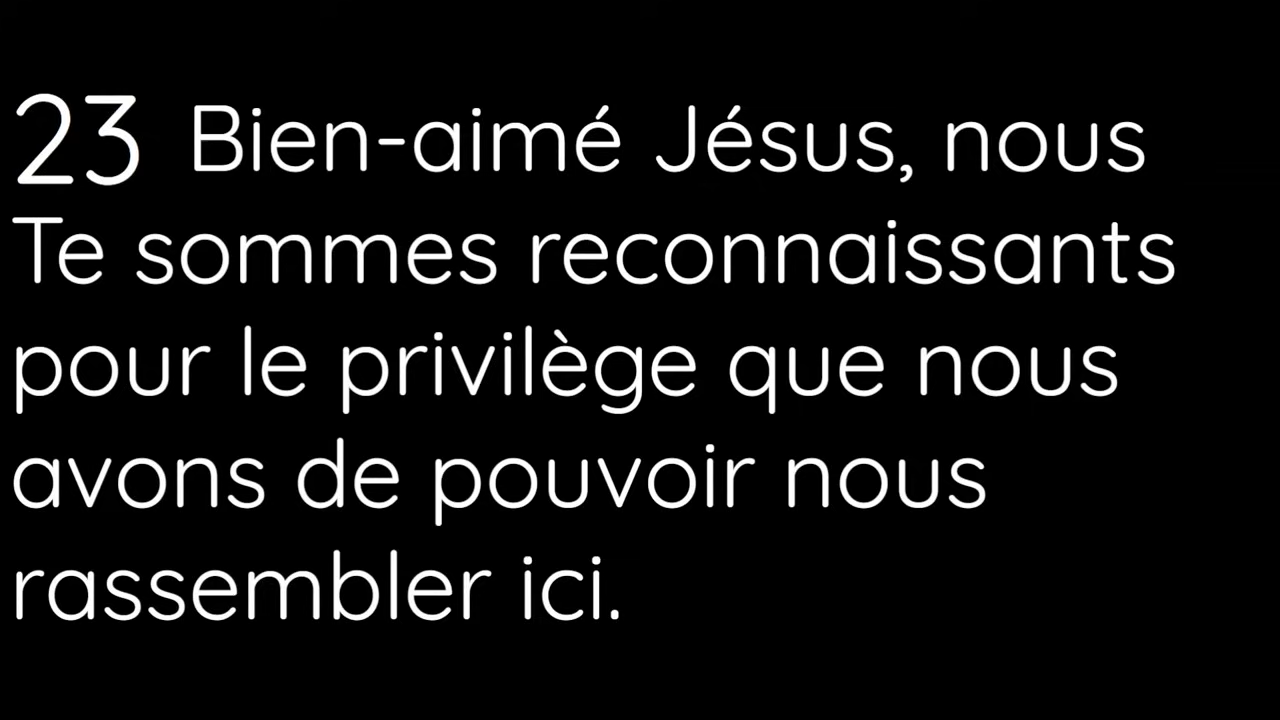 23 Bien-aimé Jésus, nous
Te sommes reconnaissants
pour le privilège que nous
avons de pouvoir nous
rassembler ici.